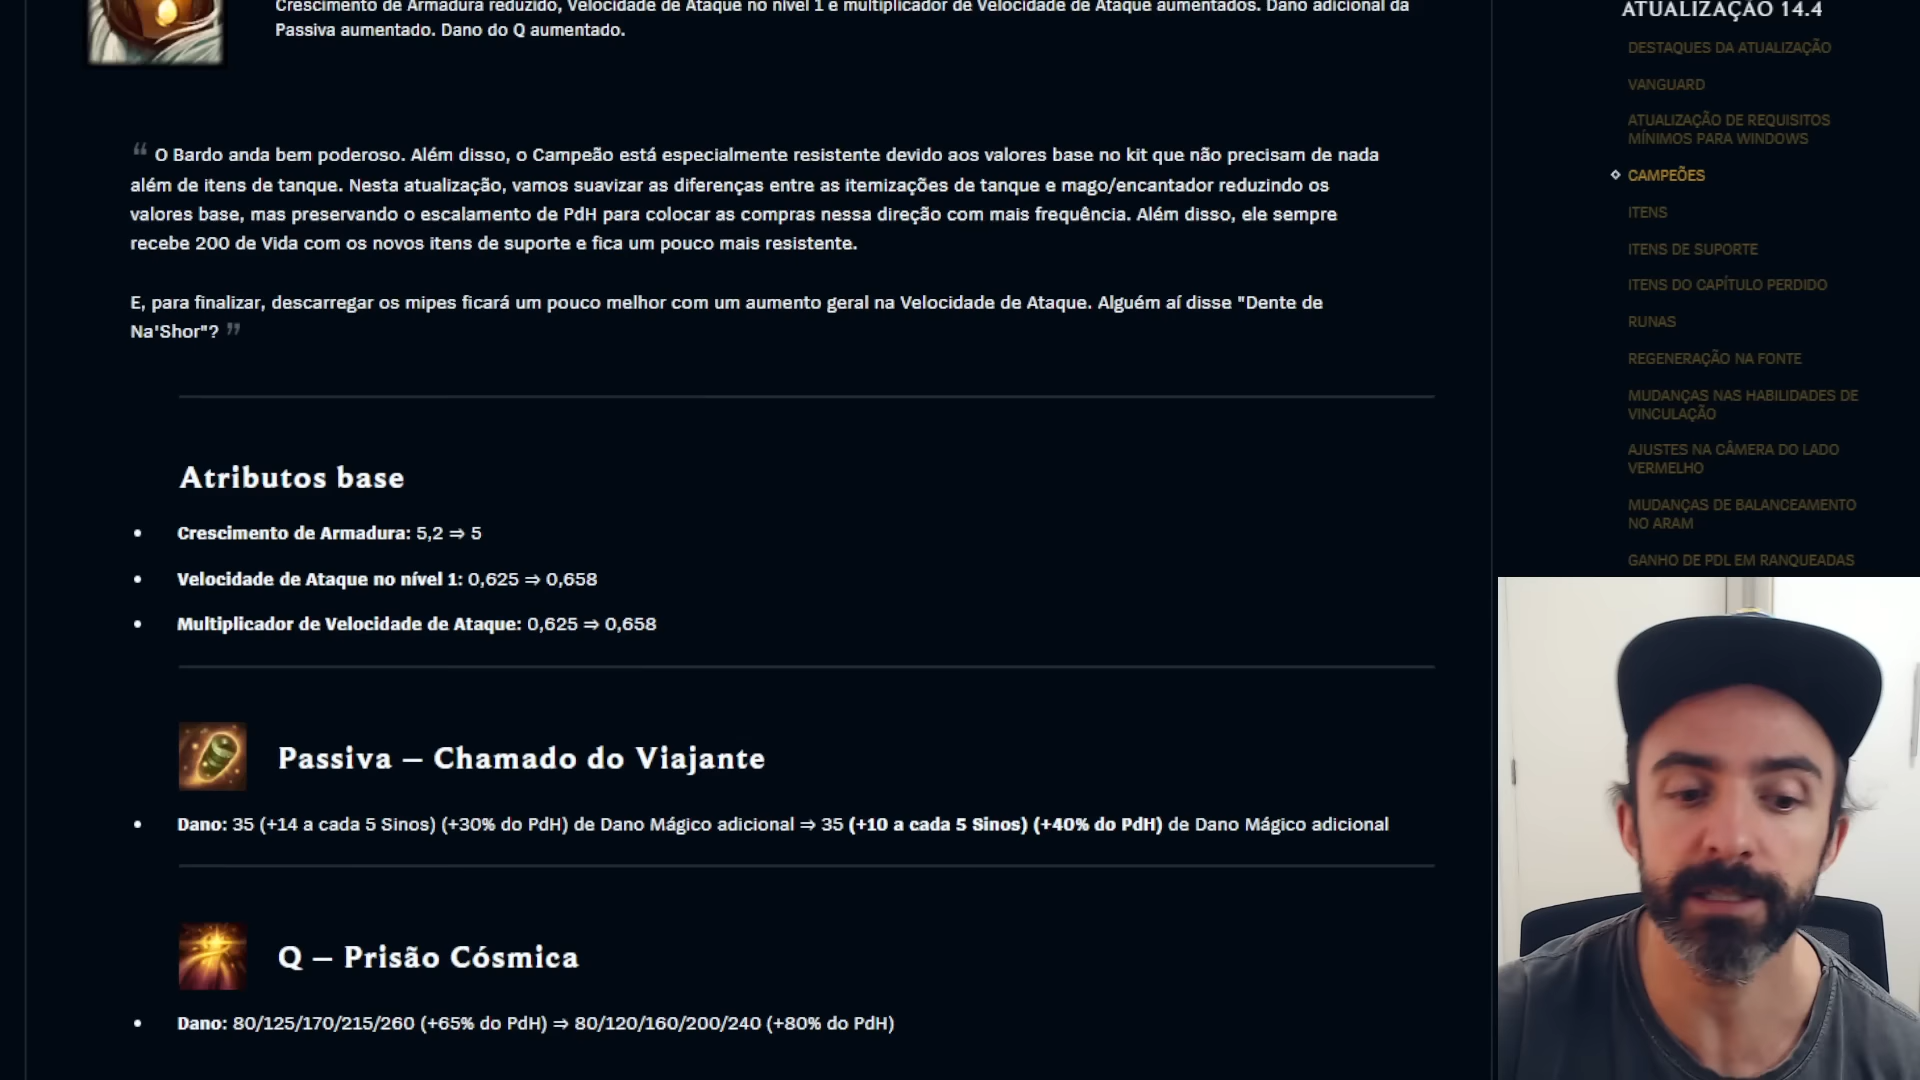 Crescimento de Armadura reduzido, Velocidade de Ataque no nível 1 e multiplicador de Velocidade de Ataque aumentados. Dano adicional da
Passiva aumentado. Dano do Q aumentado.
“ O Bardo anda bem poderoso. Além disso, o Campeão está especialmente resistente devido aos valores base no kit que não precisam de nada
além de itens de tanque. Nesta atualização, vamos suavizar as diferenças entre as itemizações de tanque e mago/encantador reduzindo os
valores base, mas preservando o escalamento de PdH para colocar as compras nessa direção com mais frequência. Além disso, ele sempre
recebe 200 de Vida com os novos itens de suporte e fica um pouco mais resistente.
E, para finalizar, descarregar os mipes ficará um pouco melhor com um aumento geral na Velocidade de Ataque. Alguém aí disse "Dente de
Na'Shor"? ”
Atributos base
• Crescimento de Armadura: 5,2 ⇒ 5
• Velocidade de Ataque no nível 1: 0,625 ⇒ 0,658
• Multiplicador de Velocidade de Ataque: 0,625 ⇒ 0,658
Passiva – Chamado do Viajante
• Dano: 35 (+14 a cada 5 Sinos) (+30% do PdH) de Dano Mágico adicional ⇒ 35 (+10 a cada 5 Sinos) (+40% do PdH) de Dano Mágico adicional
Q – Prisão Cósmica
• Dano: 80/125/170/215/260 (+65% do PdH) ⇒ 80/120/160/200/240 (+80% do PdH)
ATUALIZAÇÃO 14.4
DESTAQUES DA ATUALIZAÇÃO
VANGUARD
ATUALIZAÇÃO DE REQUISITOS
MÍNIMOS PARA WINDOWS
CAMPEÕES
ITENS
ITENS DE SUPORTE
ITENS DO CAPÍTULO PERDIDO
RUNAS
REGENERAÇÃO NA FONTE
MUDANÇAS NAS HABILIDADES DE
VINCULAÇÃO
AJUSTES NA CÂMERA DO LADO
VERMELHO
MUDANÇAS DE BALANCEAMENTO
NO ARAM
GANHO DE PDL EM RANQUEADAS